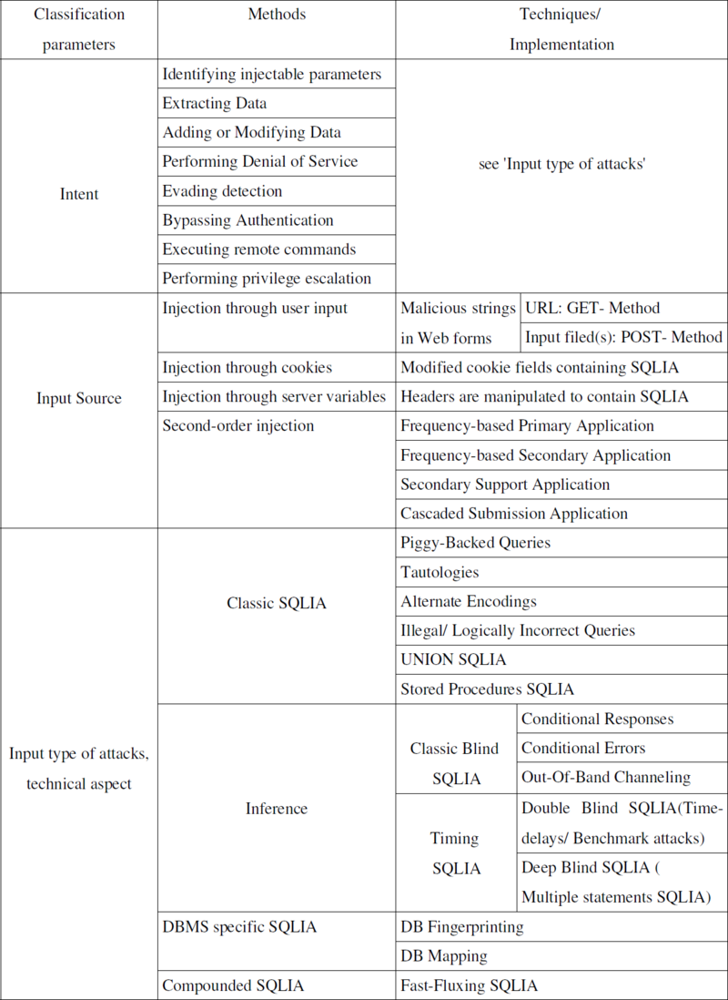 Classification
parameters
Methods
Techniques/
Implementation
Intent
Identifying injectable parameters
Extracting Data
Adding or Modifying Data
Performing Denial of Service
Evading detection
Bypassing Authentication
Executing remote commands
Performing privilege escalation
see 'Input type of attacks'
Input Source
Injection through user input
Malicious strings
in Web forms
URL: GET- Method
Input filed(s): POST- Method
Injection through cookies
Modified cookie fields containing SQLIA
Injection through server variables
Headers are manipulated to contain SQLIA
Second-order injection
Frequency-based Primary Application
Frequency-based Secondary Application
Secondary Support Application
Cascaded Submission Application
Input type of attacks,
technical aspect
Classic SQLIA
Piggy-Backed Queries
Tautologies
Alternate Encodings
Illegal/ Logically Incorrect Queries
UNION SQLIA
Stored Procedures SQLIA
Inference
Classic Blind
SQLIA
Conditional Responses
Conditional Errors
Out-Of-Band Channeling
Timing
SQLIA
Double Blind SQLIA(Time-
delays/ Benchmark attacks)
Deep Blind SQLIA (
Multiple statements SQLIA)
DBMS specific SQLIA
DB Fingerprinting
DB Mapping
Compounded SQLIA
Fast-Fluxing SQLIA